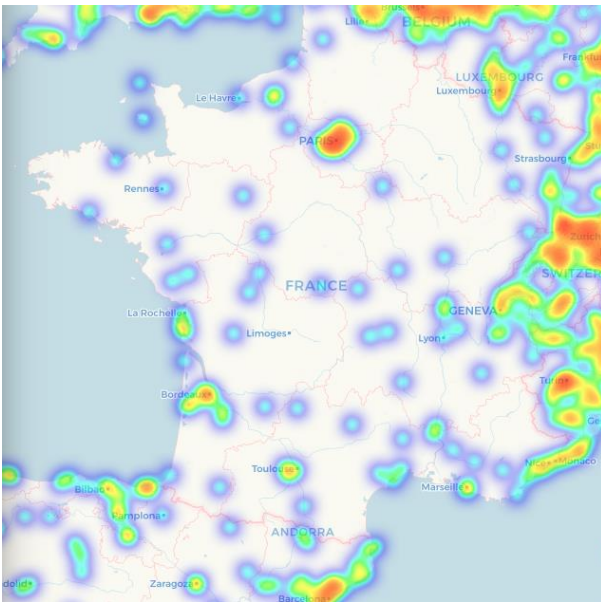 BELGIUM
Lille
LUXEMBOURG
Luxembourg
Le Havre
PARIS
Strasbourg
Rennes
Zurich
FRANCE
La Rochelle
GENEVA
Limoges
Lyon
Turin
Bordeaux
Toulouse
Nice
Monaco
Bilbao
Marseille
Pamplona
ANDORRA
Zaragoza
Barcelona